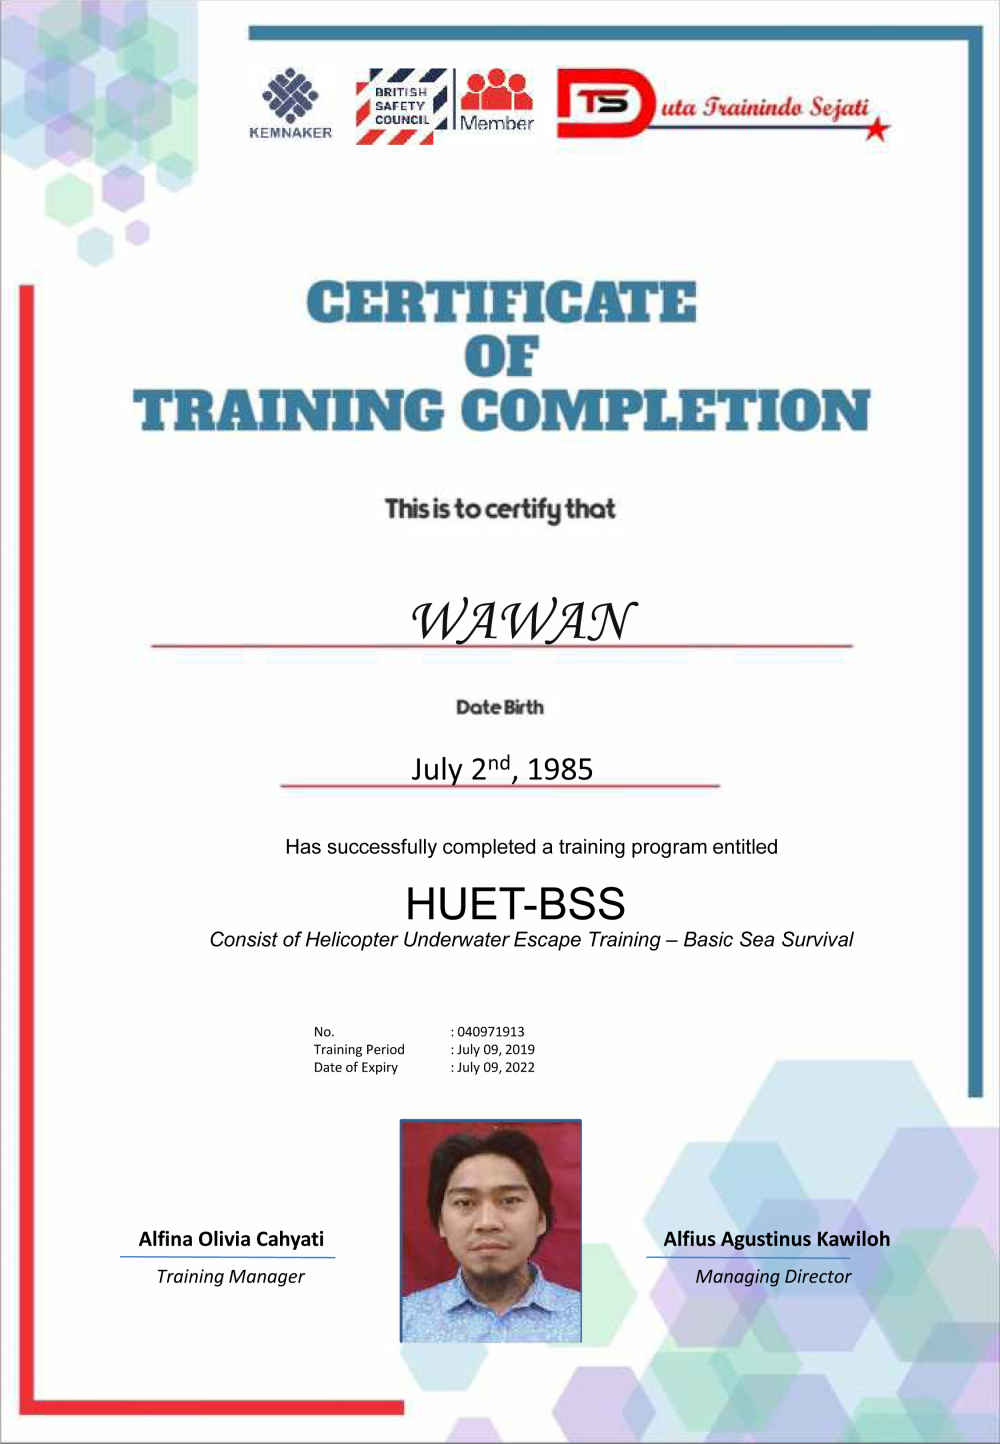 KEMNAKER
BRITISH
SAFETY
COUNCIL
Member
DTS
uta Trainindo Sejati
CERTIFICATE
OF
TRAINING COMPLETION
This is to certify that
WAWAN
Date Birth
July 2nd, 1985
Has successfully completed a training program entitled
HUET-BSS
Consist of Helicopter Underwater Escape Training – Basic Sea Survival
No. : 040971913
Training Period : July 09, 2019
Date of Expiry : July 09, 2022
Alfina Olivia Cahyati
Training Manager
Alfius Agustinus Kawiloh
Managing Director